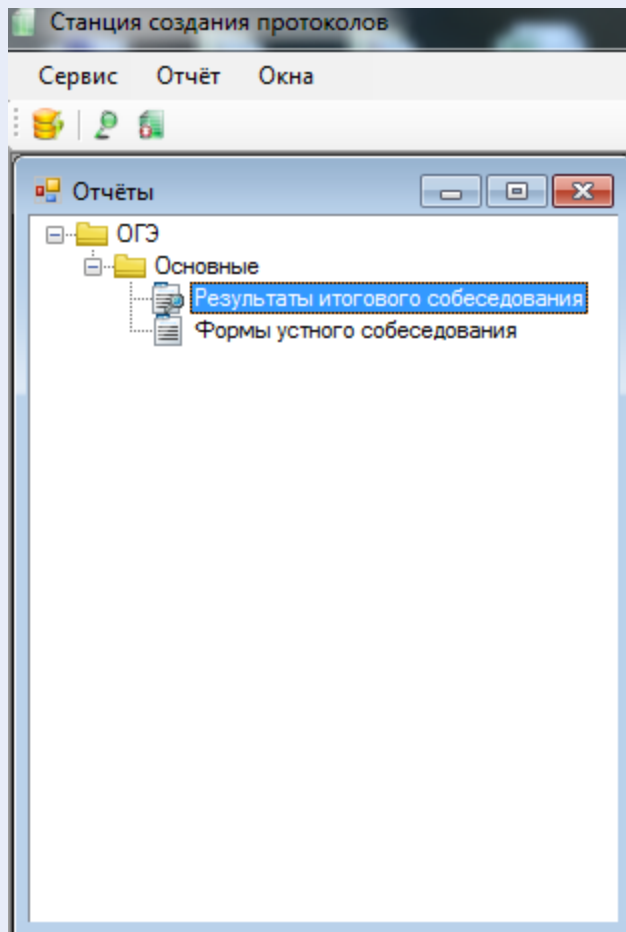 Станция создания протоколов
Сервис Отчёт Окна
Отчёты
ОГЭ
Основные
Результаты итогового собеседования
Формы устного собеседования